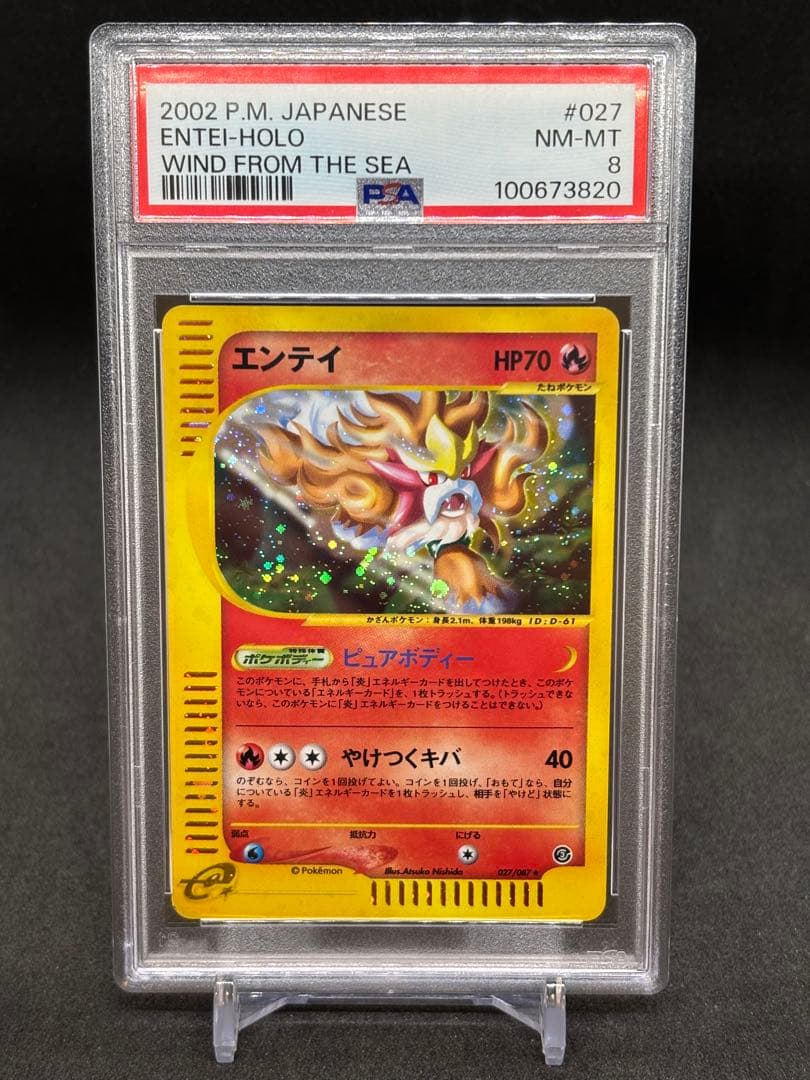 2002 P.M. JAPANESE #027
ENTEI-HOLO NM-MT
WIND FROM THE SEA 8
PSA 100673820
エンテイ HP70
たねポケモン
かざんポケモン：身長2.1m、体重198kg ID:D-61
特殊体質
ポケボディー ピュアボディー
このポケモンに、手札から「炎」エネルギーカードを出してつけたとき、このポケ
モンについている「エネルギーカード」を、1枚トラッシュする。（トラッシュできな
いなら、このポケモンに「炎」エネルギーカードをつけることはできない。）
やけつくキバ 40
のぞむなら、コインを1回投げてよい。コインを1回投げ、「おもて」なら、自分
についている「炎」エネルギーカードを1枚トラッシュし、相手を「やけど」状態に
する。
弱点 抵抗力 にげる
©Pokémon Illus.Atsuko Nishida 027/087★
e